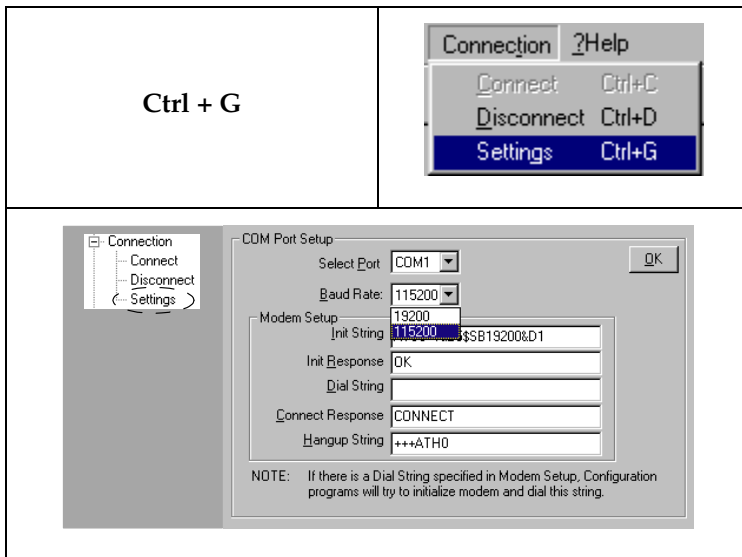 Ctrl + G
Connection ?Help
Connect Ctrl+C
Disconnect Ctrl+D
Settings Ctrl+G
Connection
Connect
Disconnect
Settings
COM Port Setup
Select Port COM1
OK
Baud Rate: 115200
19200
115200
Modem Setup
Init String $SB19200&D1
Init Response OK
Dial String
Connect Response CONNECT
Hangup String +++ATH0
NOTE: If there is a Dial String specified in Modem Setup, Configuration
programs will try to initialize modem and dial this string.